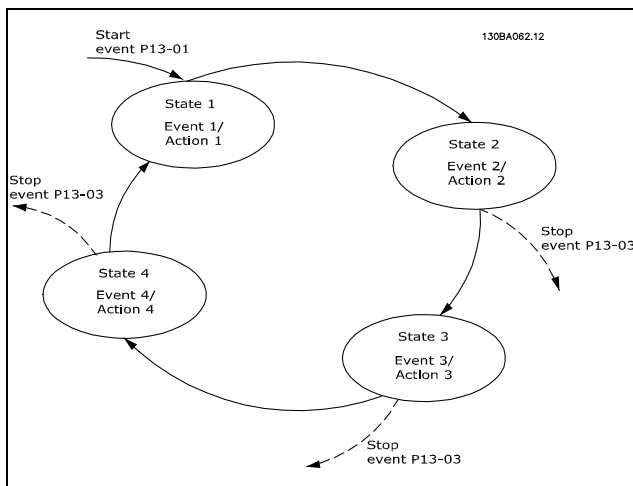 Start
event P13-01
130BA062.12
State 1
Event 1/
Action 1
State 2
Event 2/
Action 2
Stop
event P13-03
Stop
event P13-03
State 4
Event 4/
Action 4
State 3
Event 3/
Action 3
Stop
event P13-03